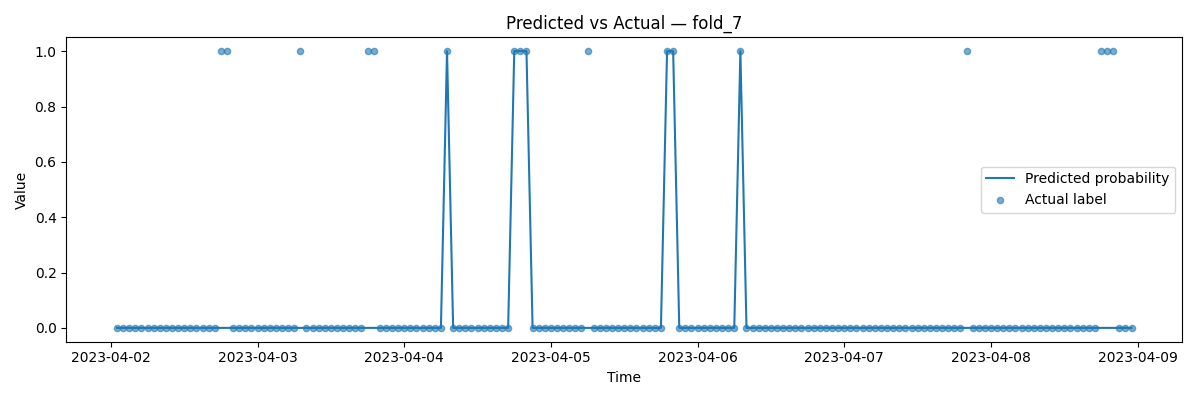 Predicted vs Actual — fold_7
1.0
0.8
0.6
0.4
0.2
0.0
Value
Predicted probability
Actual label
2023-04-02 2023-04-03 2023-04-04 2023-04-05 2023-04-06 2023-04-07 2023-04-08 2023-04-09
Time